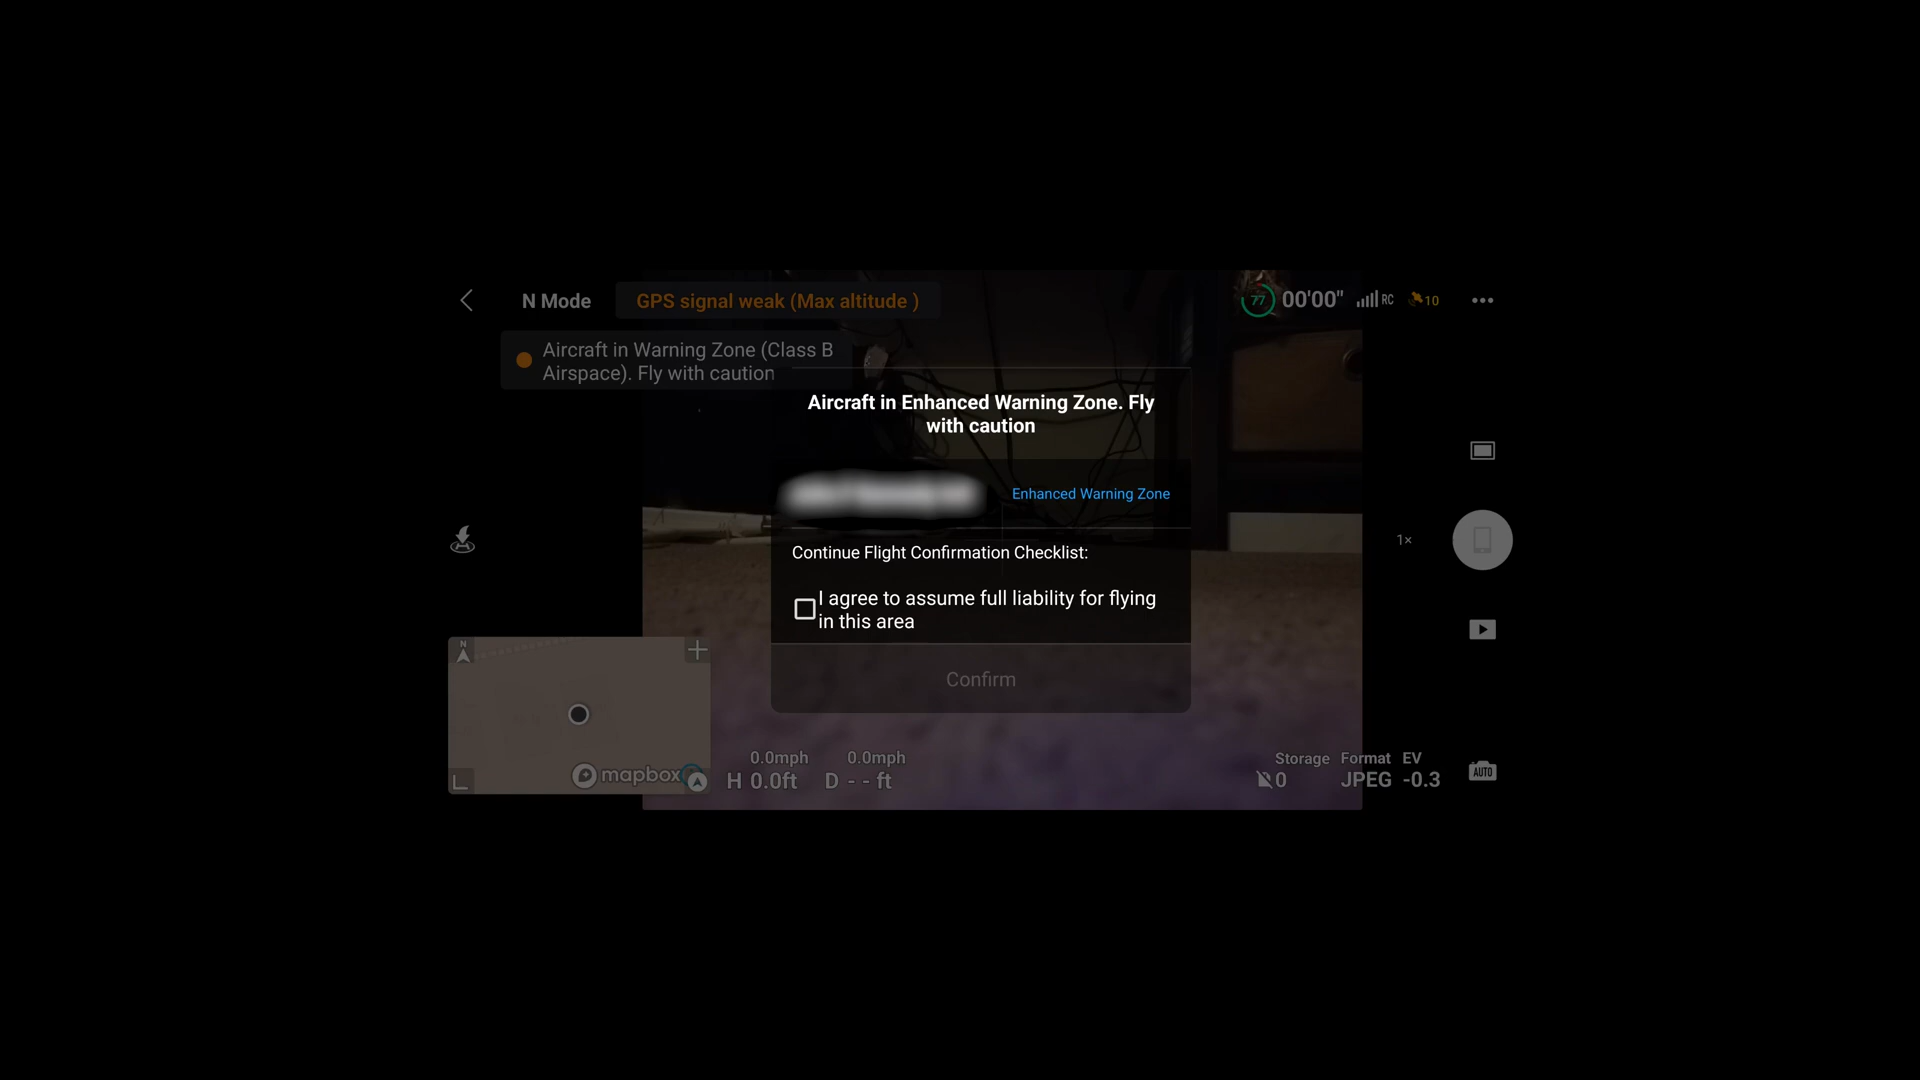 N Mode
GPS signal weak (Max altitude )
77
00'00"
RC
10
Aircraft in Warning Zone (Class B
Airspace). Fly with caution
Aircraft in Enhanced Warning Zone. Fly
with caution
Enhanced Warning Zone
Continue Flight Confirmation Checklist:
I agree to assume full liability for flying
in this area
Confirm
1×
N
mapbox
0.0mph 0.0mph
H 0.0ft D - - ft
Storage Format EV
0 JPEG -0.3
AUTO